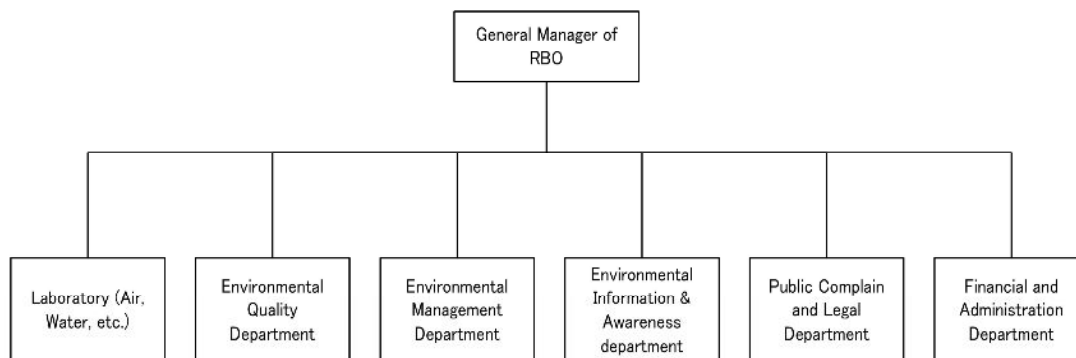 General Manager of
RBO
Laboratory (Air,
Water, etc.)
Environmental
Quality
Department
Environmental
Management
Department
Environmental
Information &
Awareness
department
Public Complain
and Legal
Department
Financial and
Administration
Department